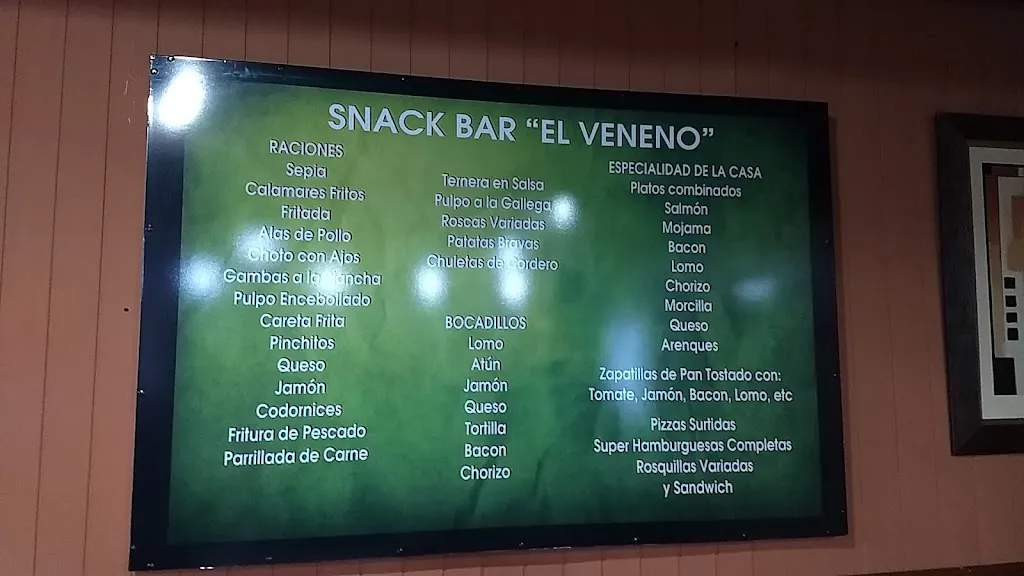 SNACK BAR “EL VENENO”
RACIONES
Sepia
Calamares Fritos
Fritada
Alas de Pollo
Choto con Ajos
Gambas a la Plancha
Pulpo Encebollado
Careta Frita
Pinchitos
Queso
Jamón
Codornices
Fritura de Pescado
Parrillada de Carne
Ternera en Salsa
Pulpo a la Gallega
Roscas Variadas
Patatas Bravas
Chuletas de Cordero
BOCADILLOS
Lomo
Atún
Jamón
Queso
Tortilla
Bacon
Chorizo
ESPECIALIDAD DE LA CASA
Platos combinados
Salmón
Mojama
Bacon
Lomo
Chorizo
Morcilla
Queso
Arenques
Zapatillas de Pan Tostado con:
Tomate, Jamón, Bacon, Lomo, etc
Pizzas Surtidas
Super Hamburguesas Completas
Rosquillas Variadas
y Sandwich